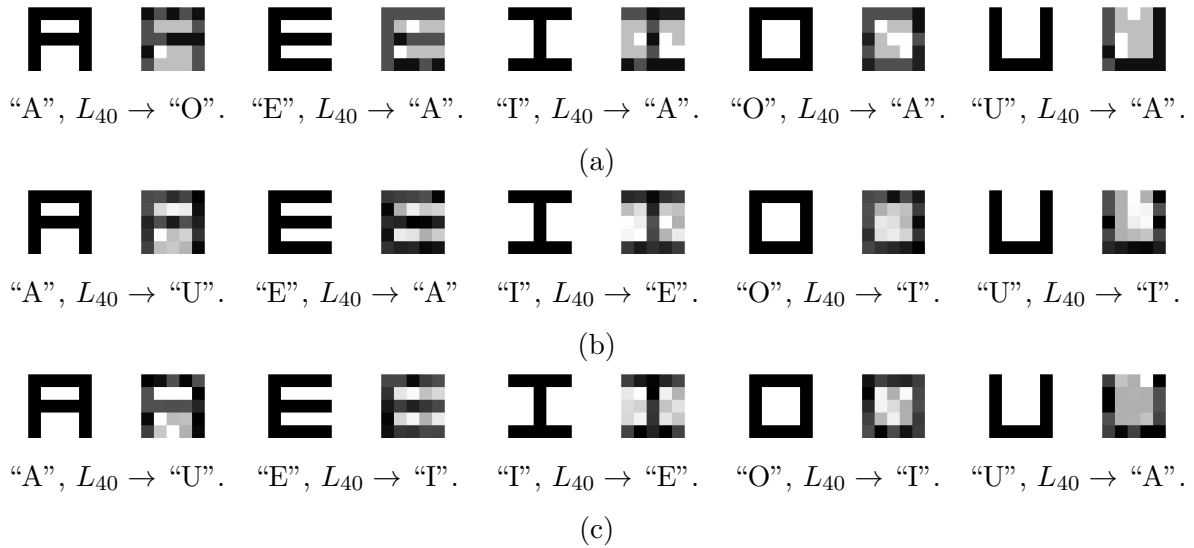 “A”, L₄₀ → “O”. “E”, L₄₀ → “A”. “I”, L₄₀ → “A”. “O”, L₄₀ → “A”. “U”, L₄₀ → “A”.
(a)
“A”, L₄₀ → “U”. “E”, L₄₀ → “A” “I”, L₄₀ → “E”. “O”, L₄₀ → “I”. “U”, L₄₀ → “I”.
(b)
“A”, L₄₀ → “U”. “E”, L₄₀ → “I”. “I”, L₄₀ → “E”. “O”, L₄₀ → “I”. “U”, L₄₀ → “A”.
(c)